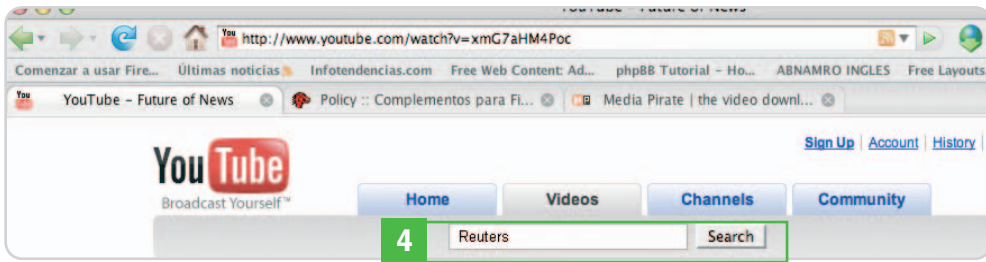 YouTube - Future of News
http://www.youtube.com/watch?v=xmG7aHM4Poc
Comenzar a usar Fire... Últimas noticias Infotendencias.com Free Web Content: Ad... phpBB Tutorial - Ho... ABNAMRO INGLES Free Layouts
YouTube - Future of News Policy :: Complementos para Fi... Media Pirate | the video downl...
Sign Up | Account | History |
You Tube
Broadcast Yourself™
Home Videos Channels Community
4 Reuters Search